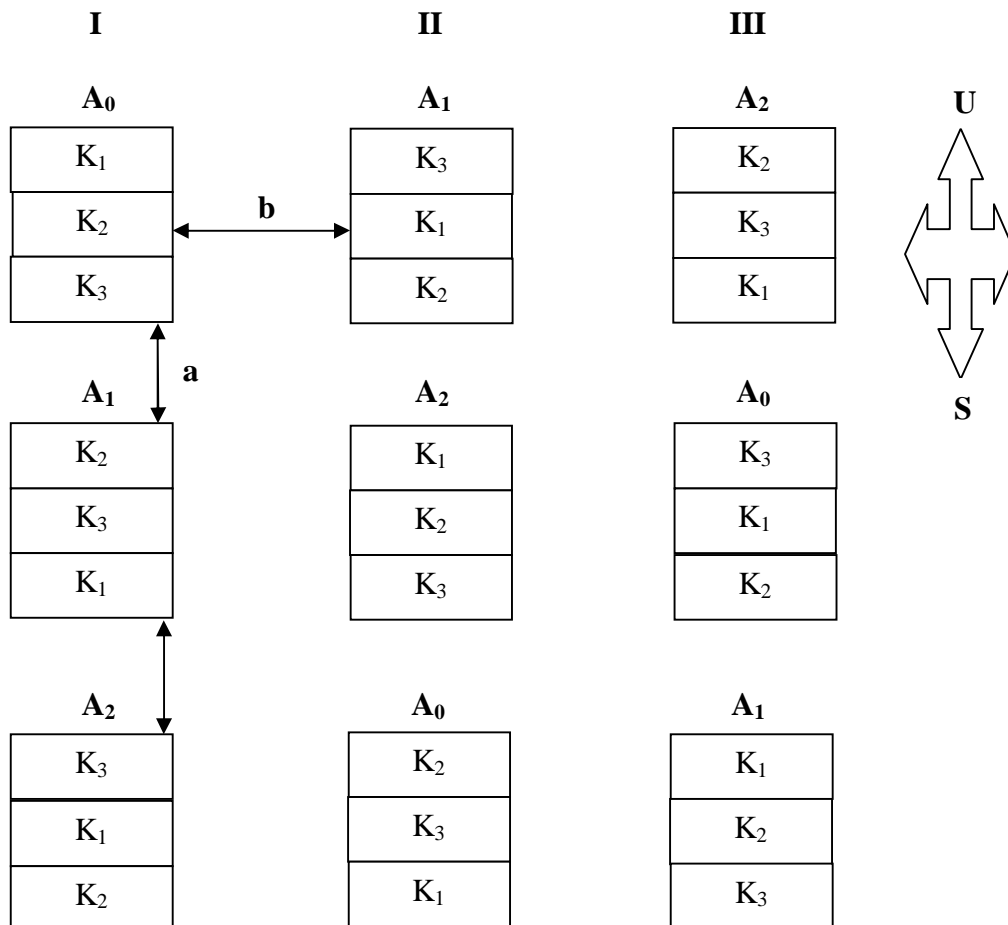 I II III
A₀ A₁ A₂ U
K₁ K₃ K₂
K₂ b K₁ K₃
K₃ K₂ K₁
a
A₁ A₂ A₀ S
K₂ K₁ K₃
K₃ K₂ K₁
K₁ K₃ K₂
A₂ A₀ A₁
K₃ K₂ K₁
K₁ K₃ K₂
K₂ K₁ K₃